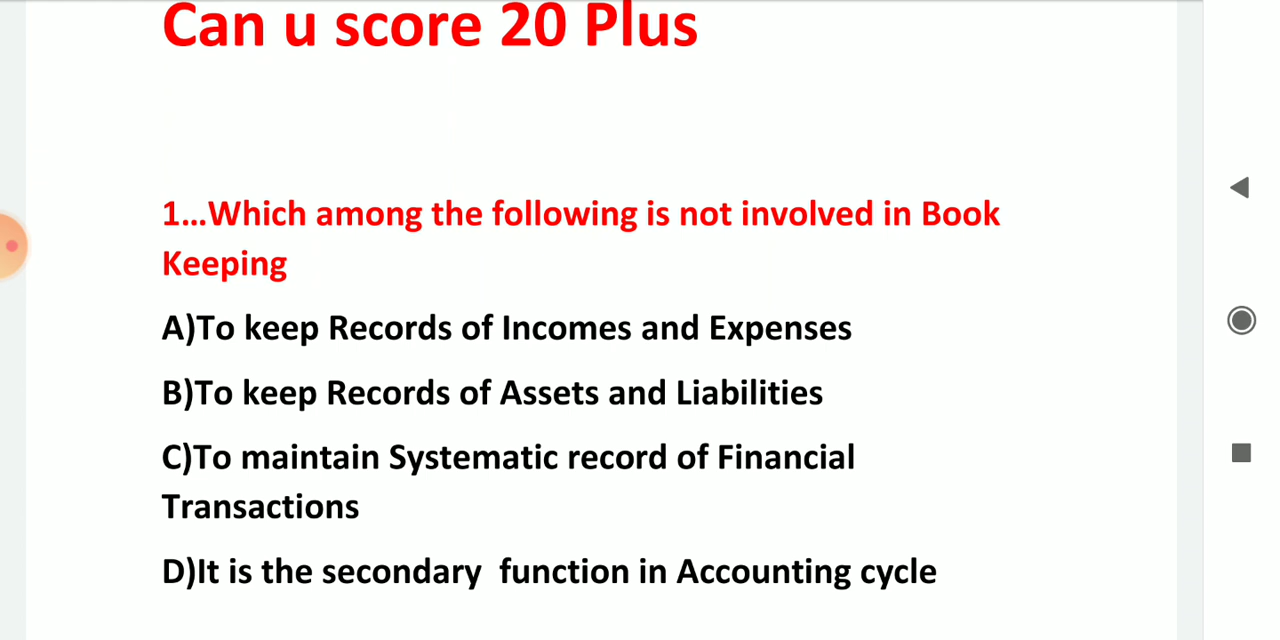 Can u score 20 Plus
1...Which among the following is not involved in Book
Keeping
A)To keep Records of Incomes and Expenses
B)To keep Records of Assets and Liabilities
C)To maintain Systematic record of Financial
Transactions
D)It is the secondary  function in Accounting cycle